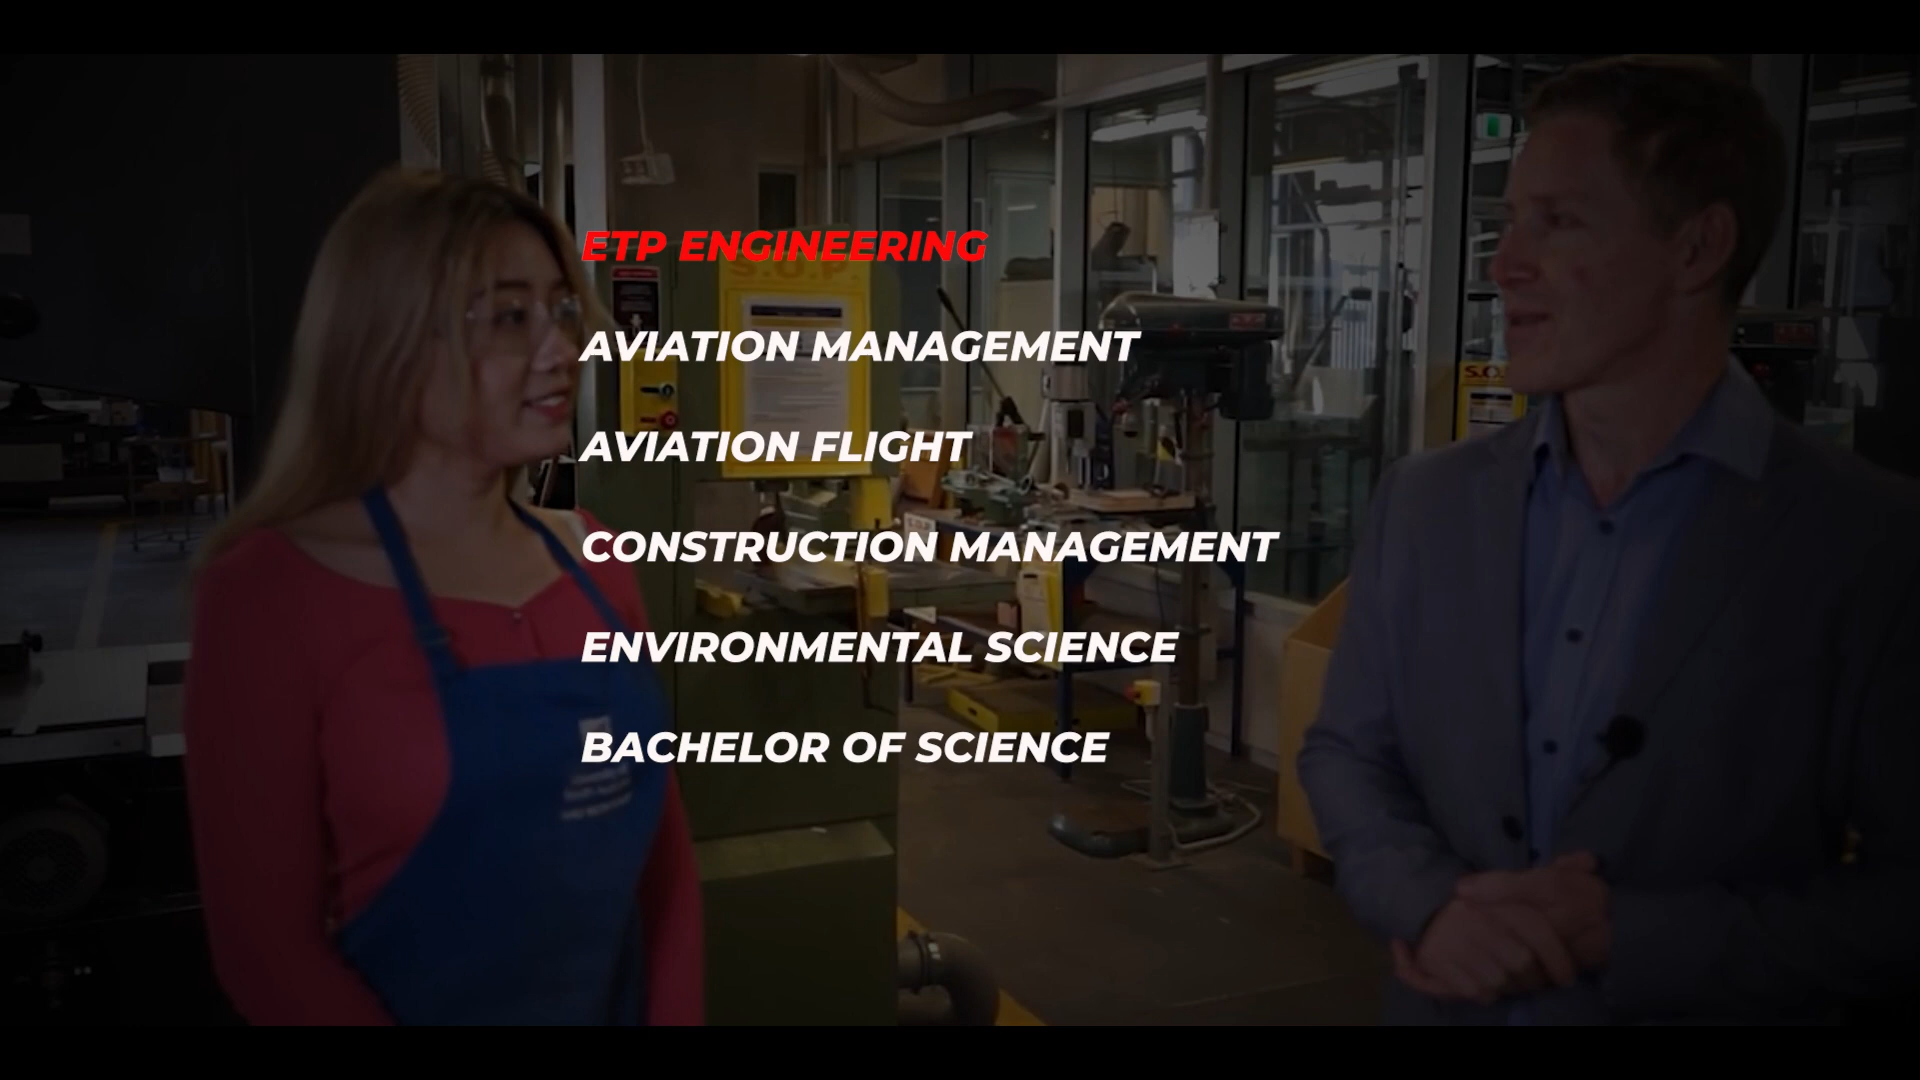 ETP ENGINEERING
S.O.P
AVIATION MANAGEMENT
S.O.
AVIATION FLIGHT
CONSTRUCTION MANAGEMENT
ENVIRONMENTAL SCIENCE
BACHELOR OF SCIENCE